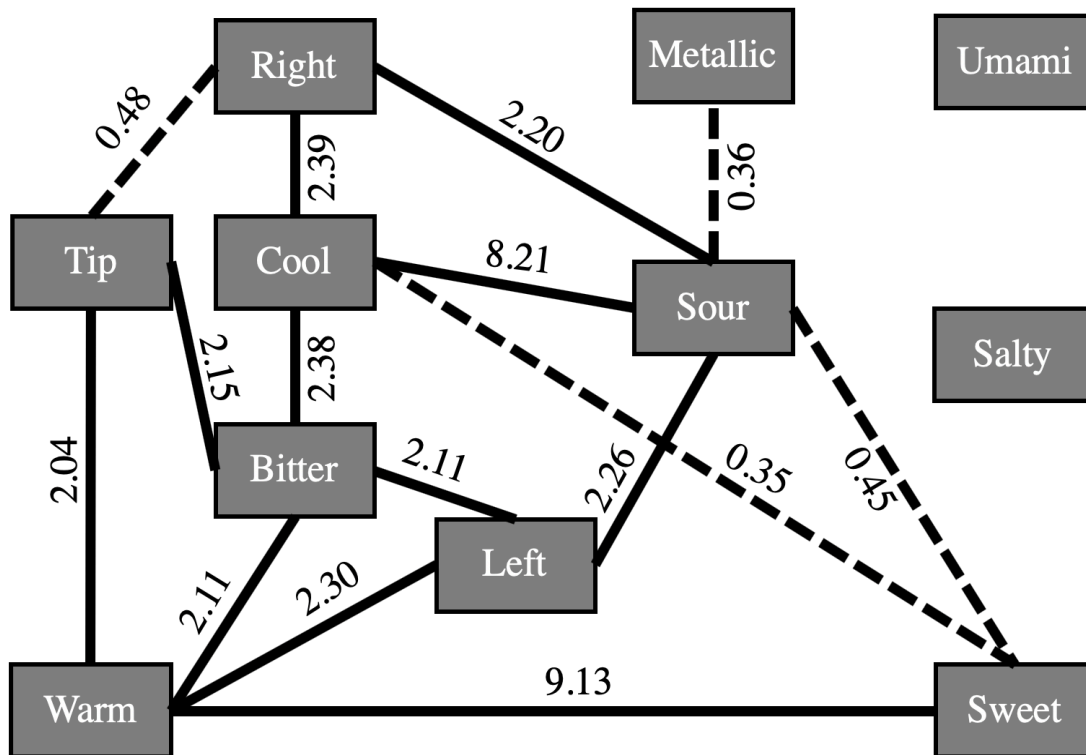 Right
Metallic
Umami
0.48
2.39
2.20
0.36
Tip
Cool
8.21
Sour
Salty
2.15
2.38
2.04
Bitter
2.11
2.26
0.35
0.45
Left
2.11
2.30
Warm
9.13
Sweet